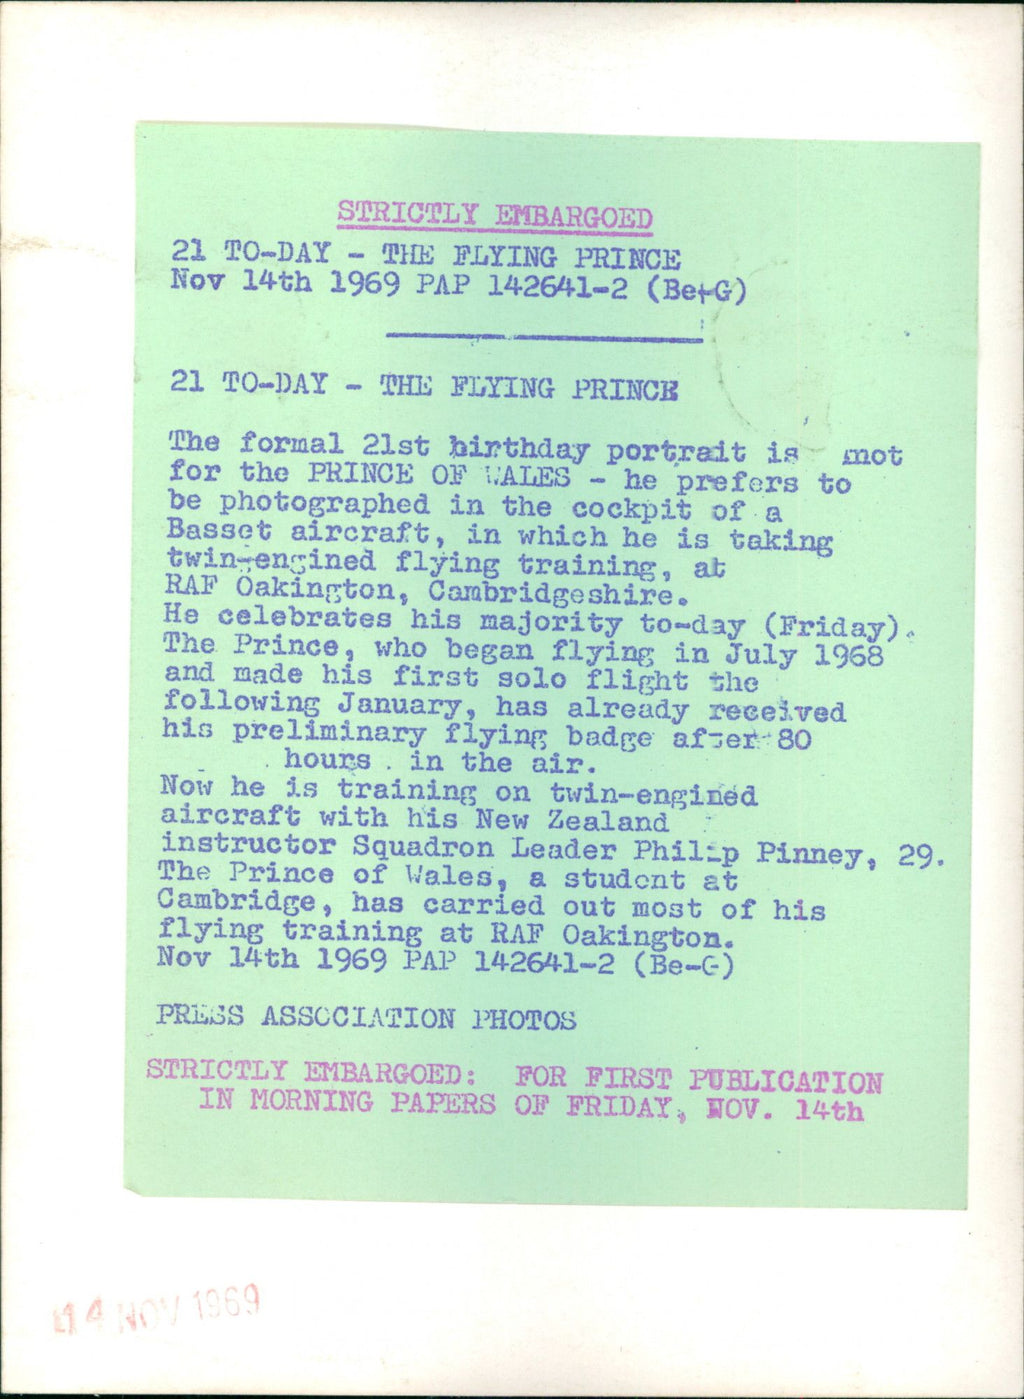 STRICTLY EMBARGOED
21 TO-DAY - THE FLYING PRINCE
Nov 14th 1969 PAP 142641-2 (Be-G)
21 TO-DAY - THE FLYING PRINCE
The formal 21st birthday portrait is not
for the PRINCE OF WALES - he prefers to
be photographed in the cockpit of a
Basset aircraft, in which he is taking
twin-engined flying training, at
RAF Oakington, Cambridgeshire.
He celebrates his majority to-day (Friday).
The Prince, who began flying in July 1968
and made his first solo flight the
following January, has already received
his preliminary flying badge after 80
hours in the air.
Now he is training on twin-engined
aircraft with his New Zealand
instructor Squadron Leader Philip Pinney, 29.
The Prince of Wales, a student at
Cambridge, has carried out most of his
flying training at RAF Oakington.
Nov 14th 1969 PAP 142641-2 (Be-G)
PRESS ASSOCIATION PHOTOS
STRICTLY EMBARGOED: FOR FIRST PUBLICATION
IN MORNING PAPERS OF FRIDAY, NOV. 14th
14 NOV 1969